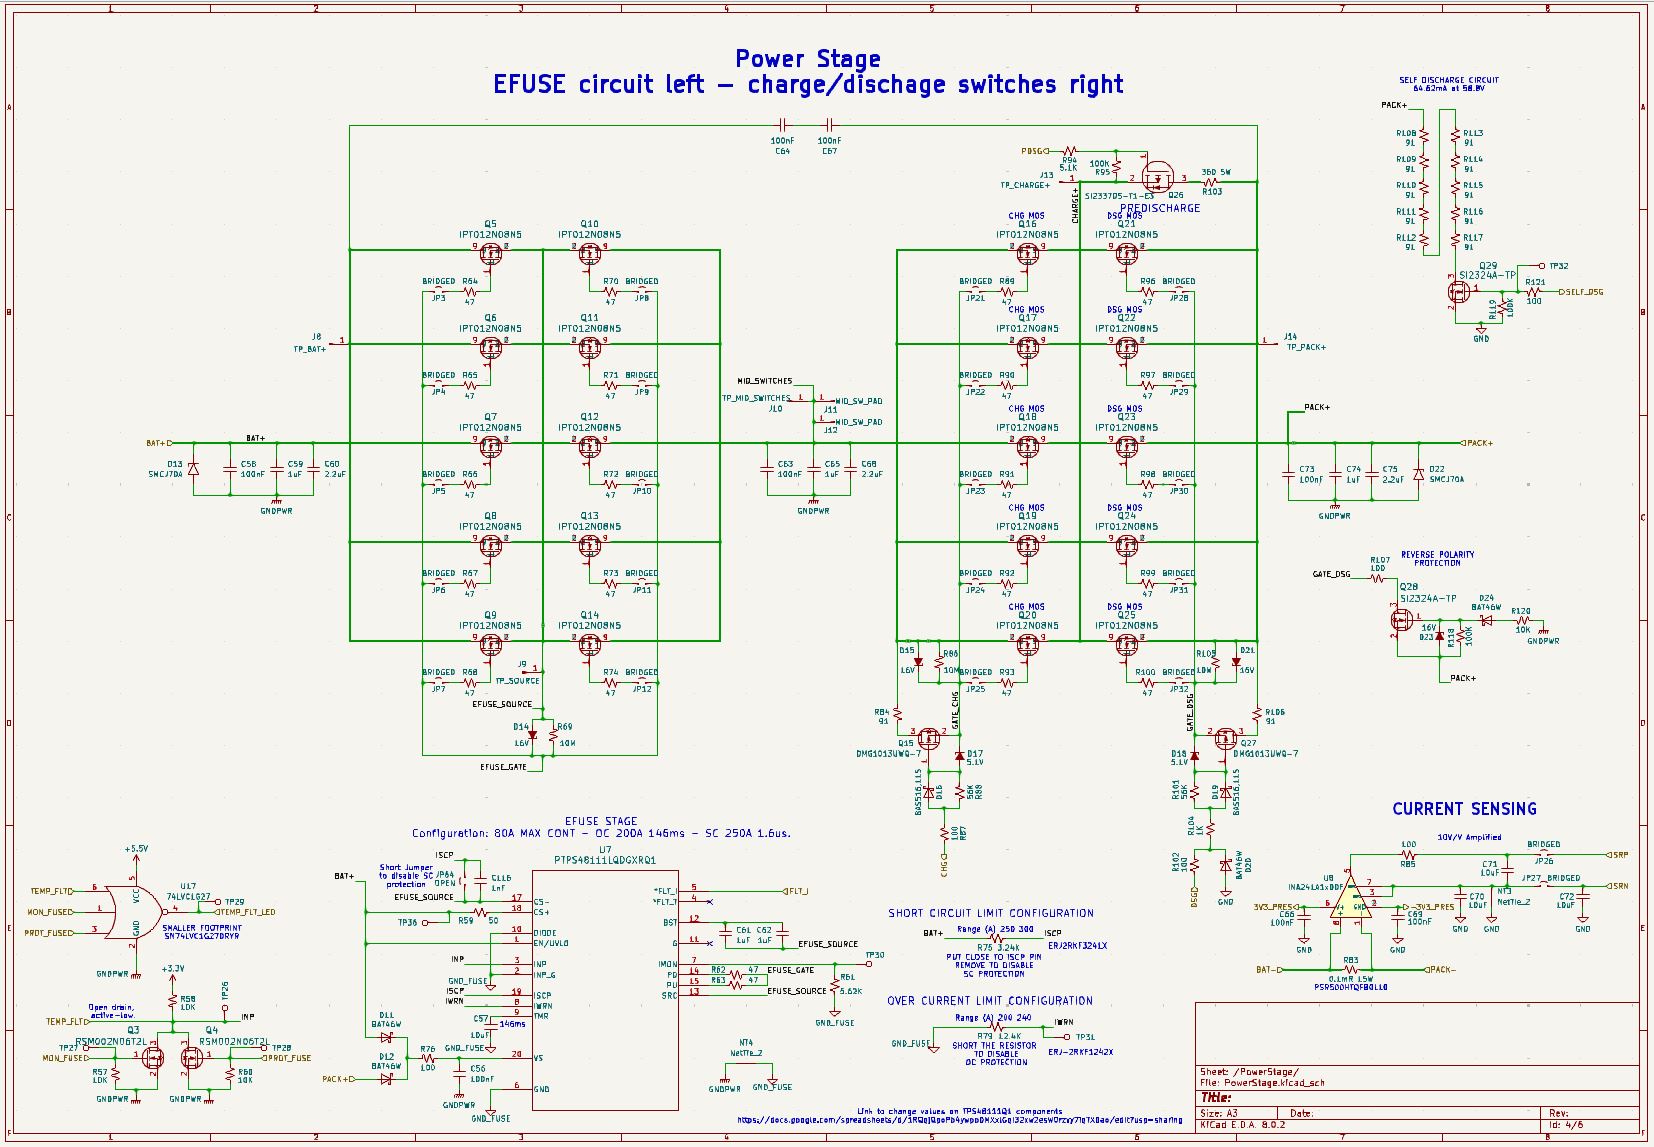 Power Stage
EFUSE circuit left – charge/dischage switches right
SELF DISCHARGE CIRCUIT
64.62mA at 58.8V
PACK+
R108 91
R109 91
R110 91
R111 91
R112 91
R113 91
R114 91
R115 91
R116 91
R117 91
Q29
SI2324A-TP
TP32
R121
100
SELF_DSG
R119
100K
GND
100nF
C64
100nF
C67
PDSG
R94
5.1K
100K
R95
J13
TP_CHARGE+
CHARGE+
SI2337DS-T1-E3
Q26
360 5W
R103
PREDISCHARGE
Q5
IPT012N08N5
BRIDGED
JP3
R64
47
Q10
IPT012N08N5
R70
47
BRIDGED
JP8
Q6
IPT012N08N5
BRIDGED
JP4
R65
47
Q11
IPT012N08N5
R71
47
BRIDGED
JP9
Q7
IPT012N08N5
BRIDGED
JP5
R66
47
Q12
IPT012N08N5
R72
47
BRIDGED
JP10
Q8
IPT012N08N5
BRIDGED
JP6
R67
47
Q13
IPT012N08N5
R73
47
BRIDGED
JP11
Q9
IPT012N08N5
BRIDGED
JP7
R68
47
Q14
IPT012N08N5
R74
47
BRIDGED
JP12
J8
TP_BAT+
BAT+
BAT+
D13
SMCJ70A
C58
100nF
C59
1uF
C60
2.2uF
GNDPWR
J9
TP_SOURCE
EFUSE_SOURCE
D14
16V
R69
10M
EFUSE_GATE
MID_SWITCHES
TP_MID_SWITCHES
J10
MID_SW_PAD
J11
MID_SW_PAD
J12
C63
100nF
C65
1uF
C68
2.2uF
GNDPWR
CHG MOS
Q16
IPT012N08N5
BRIDGED
JP21
R89
47
DSG MOS
Q21
IPT012N08N5
R96
47
BRIDGED
JP28
CHG MOS
Q17
IPT012N08N5
BRIDGED
JP22
R90
47
DSG MOS
Q22
IPT012N08N5
R97
47
BRIDGED
JP29
CHG MOS
Q18
IPT012N08N5
BRIDGED
JP23
R91
47
DSG MOS
Q23
IPT012N08N5
R98
47
BRIDGED
JP30
CHG MOS
Q19
IPT012N08N5
BRIDGED
JP24
R92
47
DSG MOS
Q24
IPT012N08N5
R99
47
BRIDGED
JP31
CHG MOS
Q20
IPT012N08N5
BRIDGED
JP25
R93
47
DSG MOS
Q25
IPT012N08N5
R100
47
BRIDGED
JP32
J14
TP_PACK+
PACK+
PACK+
C73
100nF
C74
1uF
C75
2.2uF
D22
SMCJ70A
GNDPWR
REVERSE POLARITY
PROTECTION
R107
100
GATE_DSG
Q28
SI2324A-TP
D24
BAT46W
R120
10K
GNDPWR
16V
D23
R118
100K
PACK+
D15
16V
R86
10M
GATE_CHG
R84
91
Q15
DMG1013UWQ-7
D17
5.1V
BAS516,115
D16
56K
R88
100
R87
CHG
R105
10M
D21
16V
GATE_DSG
R106
91
Q27
DMG1013UWQ-7
D18
5.1V
R101
56K
D19
BAS516,115
R104
1K
R102
100
BAT46W
D20
DSG
GND
CURRENT SENSING
10V/V Amplified
100
R85
BRIDGED
JP26
SRP
C71
10uF
JP27
BRIDGED
SRN
U8
INA241A1xDDF
3V3_PRES
3V3_PRES
C66
100nF
C69
100nF
C70
10uF
NT3
NetTie_2
C72
10uF
GND
GND
GND
GND
GND
BAT-
R83
0.1mR 15W
PSR500HTQFB0L10
PACK-
+5.5V
TEMP_FLT
MON_FUSED
PROT_FUSED
VCC
GND
U17
74LVC1G27
TP29
TEMP_FLT_LED
SMALLER FOOTPRINT
SN74LVC1G27DRYR
GNDPWR
+3.3V
R58
10K
TP26
INP
Open drain,
active-low.
TEMP_FLT
Q3
RSM002N06T2L
Q4
RSM002N06T2L
TP27
MON_FUSE
R57
10K
TP28
PROT_FUSE
R60
10K
GNDPWR
GNDPWR
EFUSE STAGE
Configuration: 80A MAX CONT – OC 200A 146ms – SC 250A 1.6us.
U7
PTPS48111LQDGXRQ1
BAT+
ISCP
Short Jumper
to disable SC
protection
JP64
OPEN
C116
1nF
EFUSE_SOURCE
TP36
R59
50
CS-
CS+
DIODE
EN/UVLO
INP
INP_G
ISCP
IWRN
TMR
VS
GND
INP
GND_FUSE
ISCP
IWRN
C57
10uF
146ms
GND_FUSE
D11
BAT46W
D12
BAT46W
PACK+
R76
100
C56
100nF
GNDPWR
GND_FUSE
*FLT_I
*FLT_T
BST
G
IMON
PD
PU
SRC
FLT_I
C61
1uF
C62
1uF
EFUSE_SOURCE
TP30
R62
47
R63
47
EFUSE_GATE
EFUSE_SOURCE
R61
6.62K
GND_FUSE
NT4
NetTie_2
GNDPWR
GND_FUSE
SHORT CIRCUIT LIMIT CONFIGURATION
Range (A) 250 300
BAT+
ISCP
R75 3.24K
ERJ2RKF3241X
PUT CLOSE TO ISCP PIN
REMOVE TO DISABLE
SC PROTECTION
OVER CURRENT LIMIT CONFIGURATION
Range (A) 200 240
IWRN
GND_FUSE
R79 12.4K
TP31
ERJ-2RKF1242X
SHORT THE RESISTOR
TO DISABLE
OC PROTECTION
Link to change values on TPS48111Q1 components
Sheet: /PowerStage/
File: PowerStage.kicad_sch
Title:
Size: A3
Date:
Rev:
KiCad E.D.A. 8.0.2
Id: 4/6